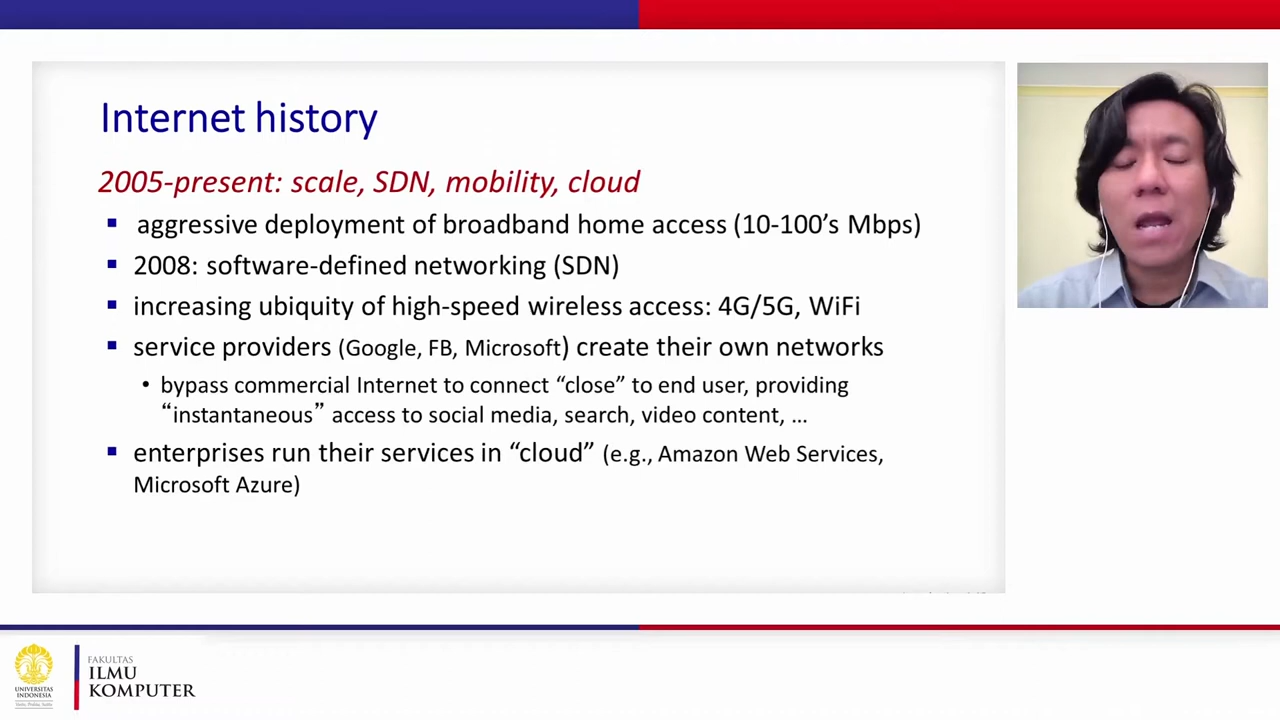 Internet history
2005-present: scale, SDN, mobility, cloud
▪ aggressive deployment of broadband home access (10-100’s Mbps)
▪ 2008: software-defined networking (SDN)
▪ increasing ubiquity of high-speed wireless access: 4G/5G, WiFi
▪ service providers (Google, FB, Microsoft) create their own networks
• bypass commercial Internet to connect “close” to end user, providing
“instantaneous” access to social media, search, video content, …
▪ enterprises run their services in “cloud” (e.g., Amazon Web Services,
Microsoft Azure)
UNIVERSITAS
INDONESIA
FAKULTAS
ILMU
KOMPUTER